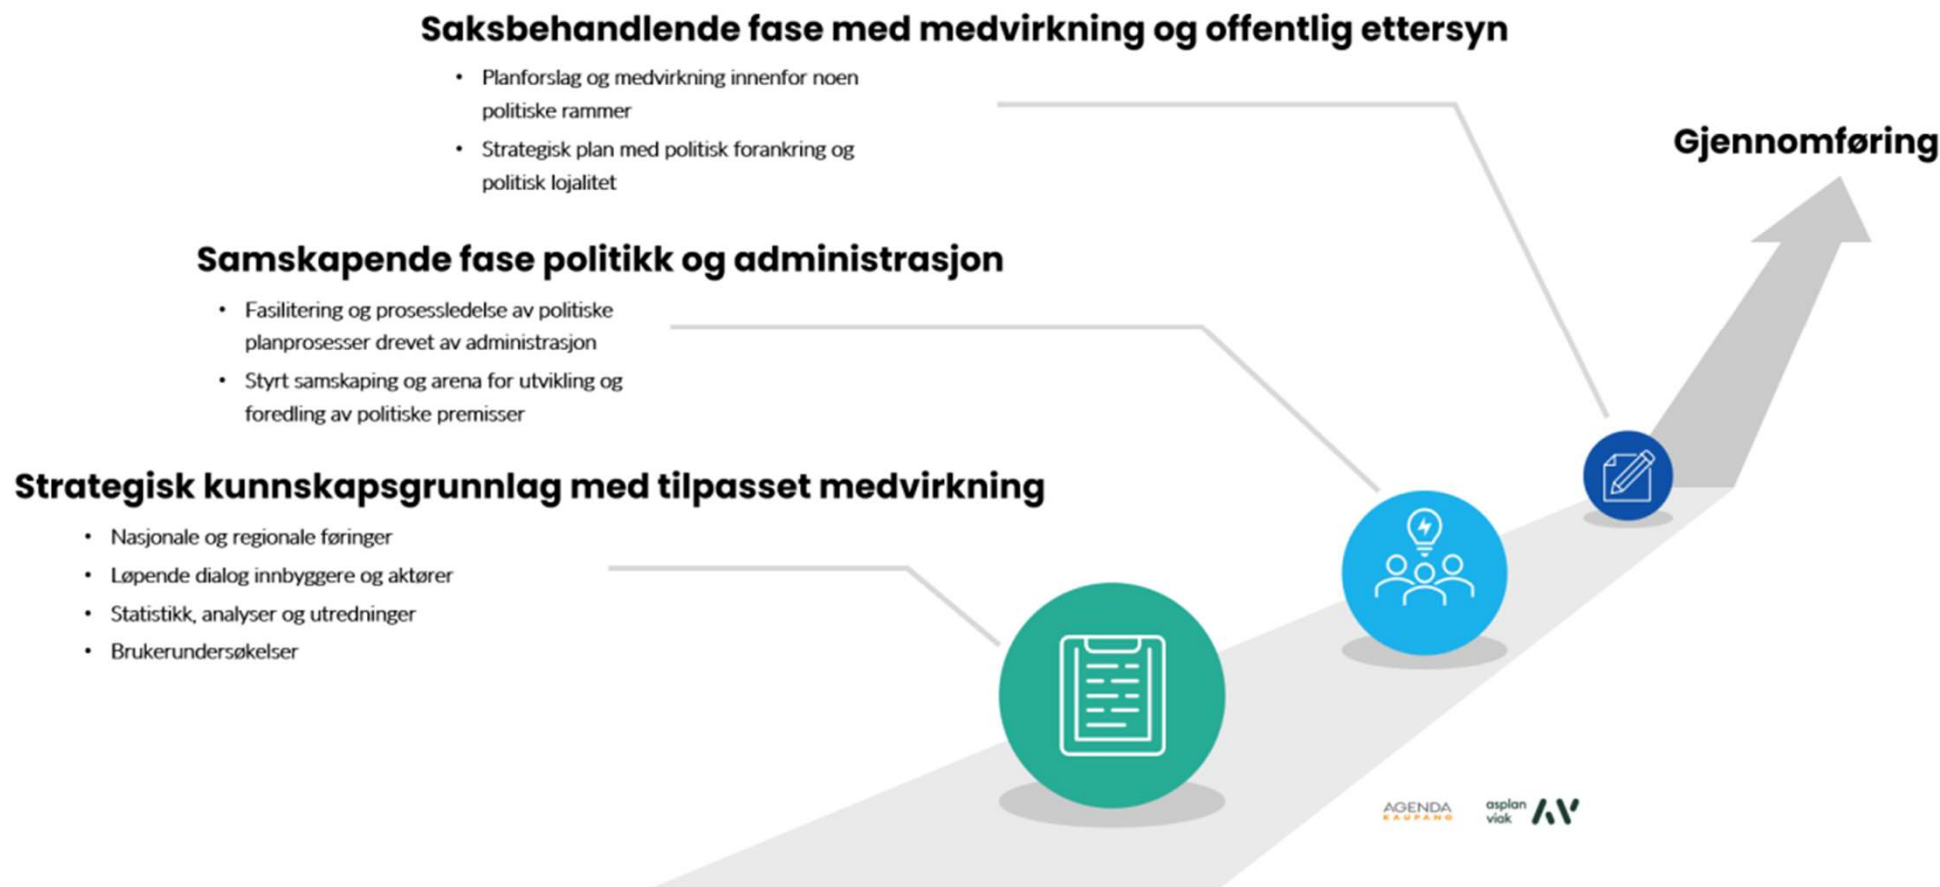 Saksbehandlende fase med medvirkning og offentlig ettersyn
• Planforslag og medvirkning innenfor noen
politiske rammer
• Strategisk plan med politisk forankring og
politisk lojalitet
Gjennomføring
Samskapende fase politikk og administrasjon
• Fasilitering og prosessledelse av politiske
planprosesser drevet av administrasjon
• Styrt samskaping og arena for utvikling og
foredling av politiske premisser
Strategisk kunnskapsgrunnlag med tilpasset medvirkning
• Nasjonale og regionale føringer
• Løpende dialog innbyggere og aktører
• Statistikk, analyser og utredninger
• Brukerundersøkelser
AGENDA
KAUPANG
asplan
viak